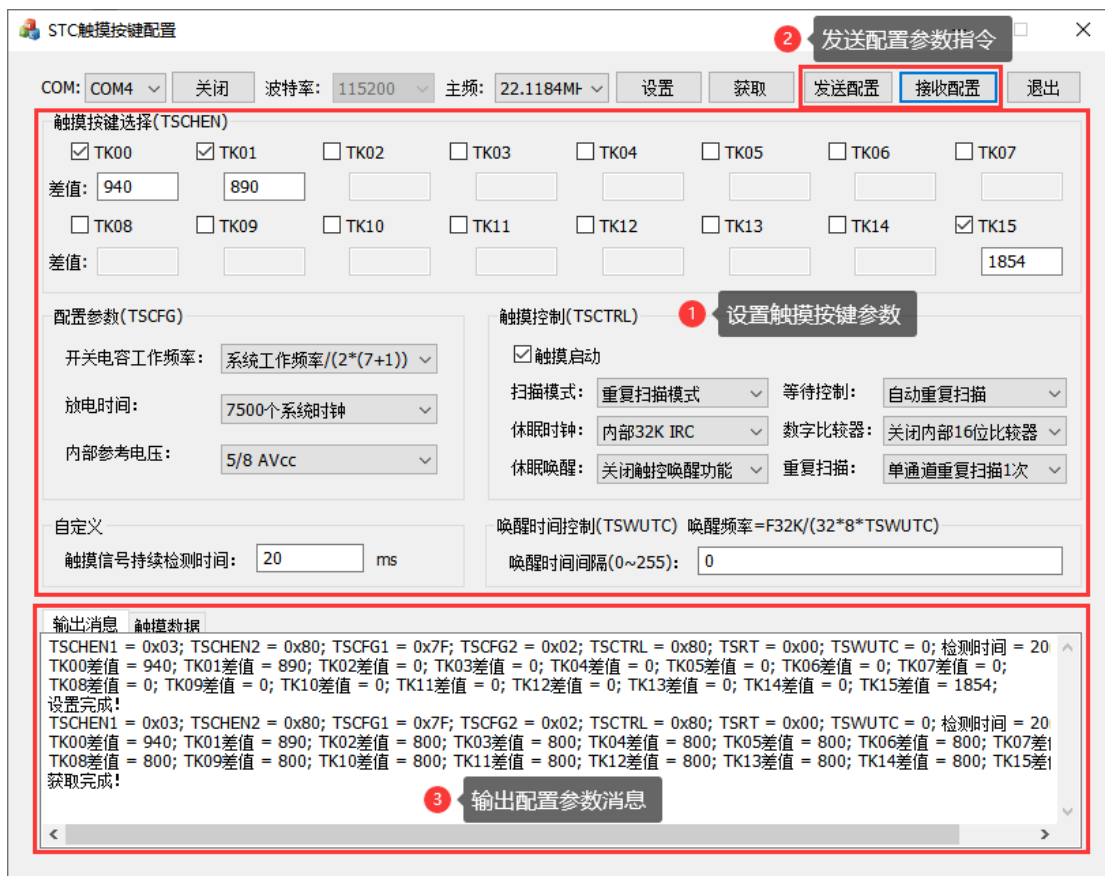 STC触摸按键配置
2 发送配置参数指令
COM: COM4 关闭 波特率: 115200 主频: 22.1184MH 设置 获取 发送配置 接收配置 退出
触摸按键选择(TSCHEN)
TK00 TK01 TK02 TK03 TK04 TK05 TK06 TK07
差值: 940 890
TK08 TK09 TK10 TK11 TK12 TK13 TK14 TK15
差值: 1854
配置参数(TSCFG)
开关电容工作频率: 系统工作频率/(2*(7+1))
放电时间: 7500个系统时钟
内部参考电压: 5/8 AVcc
触摸控制(TSCTRL)
1 设置触摸按键参数
触摸启动
扫描模式: 重复扫描模式 等待控制: 自动重复扫描
休眠时钟: 内部32K IRC 数字比较器: 关闭内部16位比较器
休眠唤醒: 关闭触控唤醒功能 重复扫描: 单通道重复扫描1次
自定义
触摸信号持续检测时间: 20 ms
唤醒时间控制(TSWUTC) 唤醒频率=F32K/(32*8*TSWUTC)
唤醒时间间隔(0~255): 0
输出消息 触摸数据
TSCHEN1 = 0x03; TSCHEN2 = 0x80; TSCFG1 = 0x7F; TSCFG2 = 0x02; TSCTRL = 0x80; TSRT = 0x00; TSWUTC = 0; 检测时间 = 20
TK00差值 = 940; TK01差值 = 890; TK02差值 = 0; TK03差值 = 0; TK04差值 = 0; TK05差值 = 0; TK06差值 = 0; TK07差值 = 0;
TK08差值 = 0; TK09差值 = 0; TK10差值 = 0; TK11差值 = 0; TK12差值 = 0; TK13差值 = 0; TK14差值 = 0; TK15差值 = 1854;
设置完成!
TSCHEN1 = 0x03; TSCHEN2 = 0x80; TSCFG1 = 0x7F; TSCFG2 = 0x02; TSCTRL = 0x80; TSRT = 0x00; TSWUTC = 0; 检测时间 = 20
TK00差值 = 940; TK01差值 = 890; TK02差值 = 800; TK03差值 = 800; TK04差值 = 800; TK05差值 = 800; TK06差值 = 800; TK07差
TK08差值 = 800; TK09差值 = 800; TK10差值 = 800; TK11差值 = 800; TK12差值 = 800; TK13差值 = 800; TK14差值 = 800; TK15差
获取完成!
3 输出配置参数消息